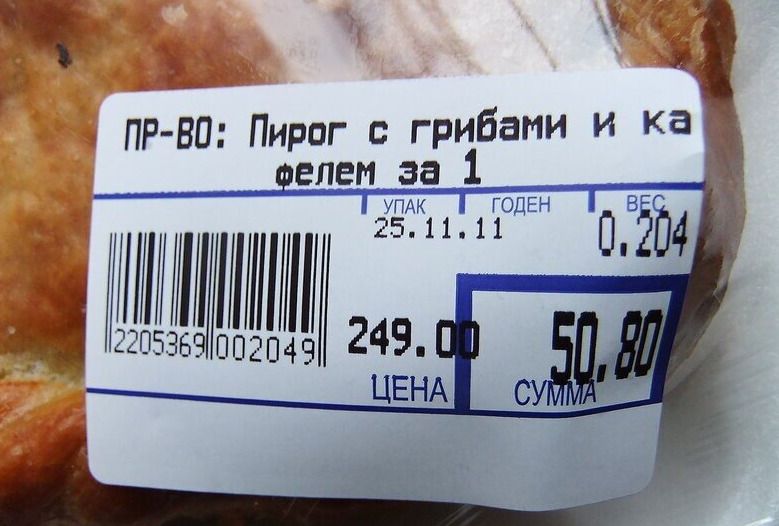 ПР-ВО: Пирог с грибами и ка
фелем за 1
УПАК ГОДЕН ВЕС
25.11.11 0.204
2205369 002049
249.00 50.80
ЦЕНА СУММА